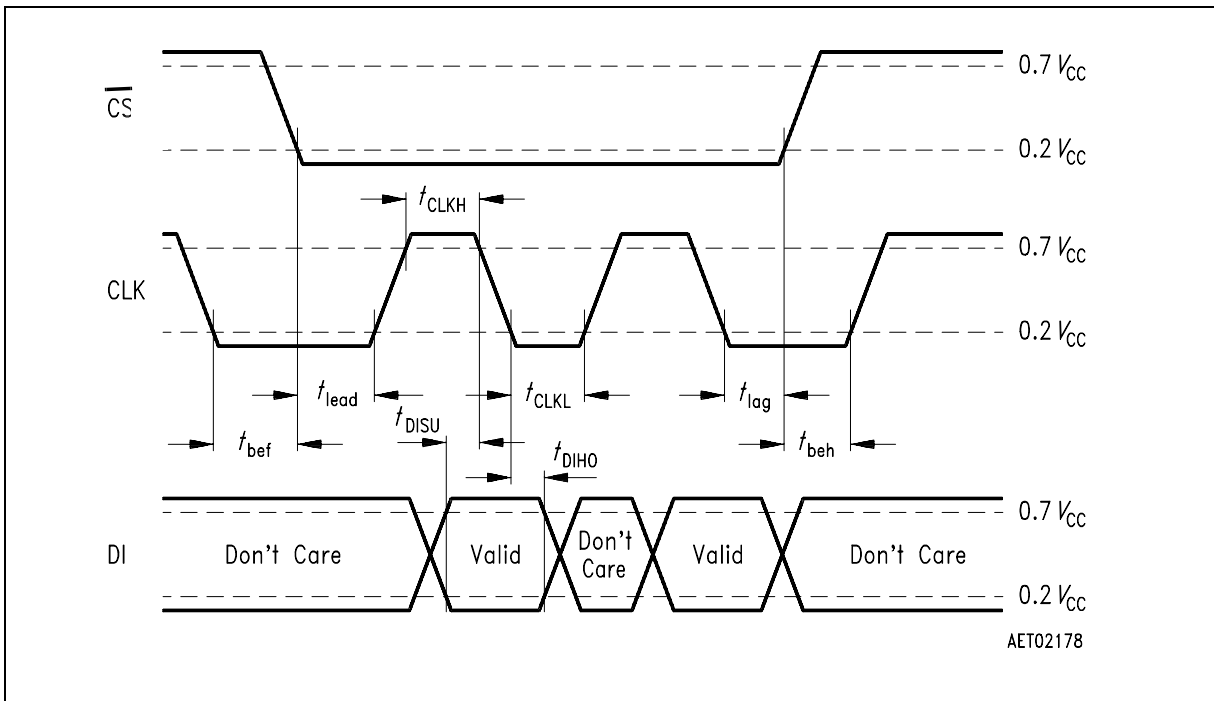 0.7 VCC
CS
0.2 VCC
tCLKH
0.7 VCC
CLK
0.2 VCC
tlead
tCLKL
tlag
tDISU
tbef
tDIHO
tbeh
0.7 VCC
DI
Don't Care
Valid
Don't
Care
Valid
Don't Care
0.2 VCC
AET02178